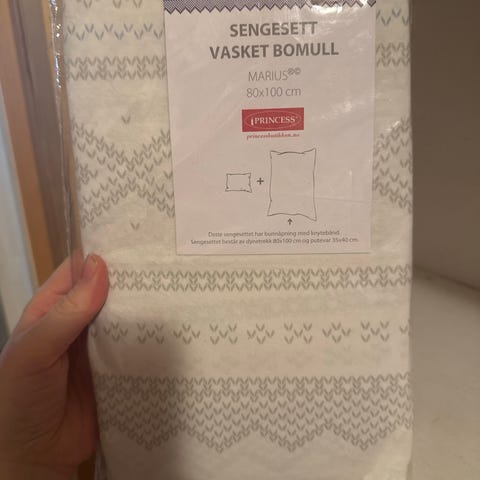 SENGESETT
VASKET BOMULL
MARIUS®©
80x100 cm
PRINCESS®
princessbutikken.no
+
Dette sengesettet har bunnåpning med knytebånd.
Sengesettet består av dynetrekk 80x100 cm og putevar 35x40 cm.